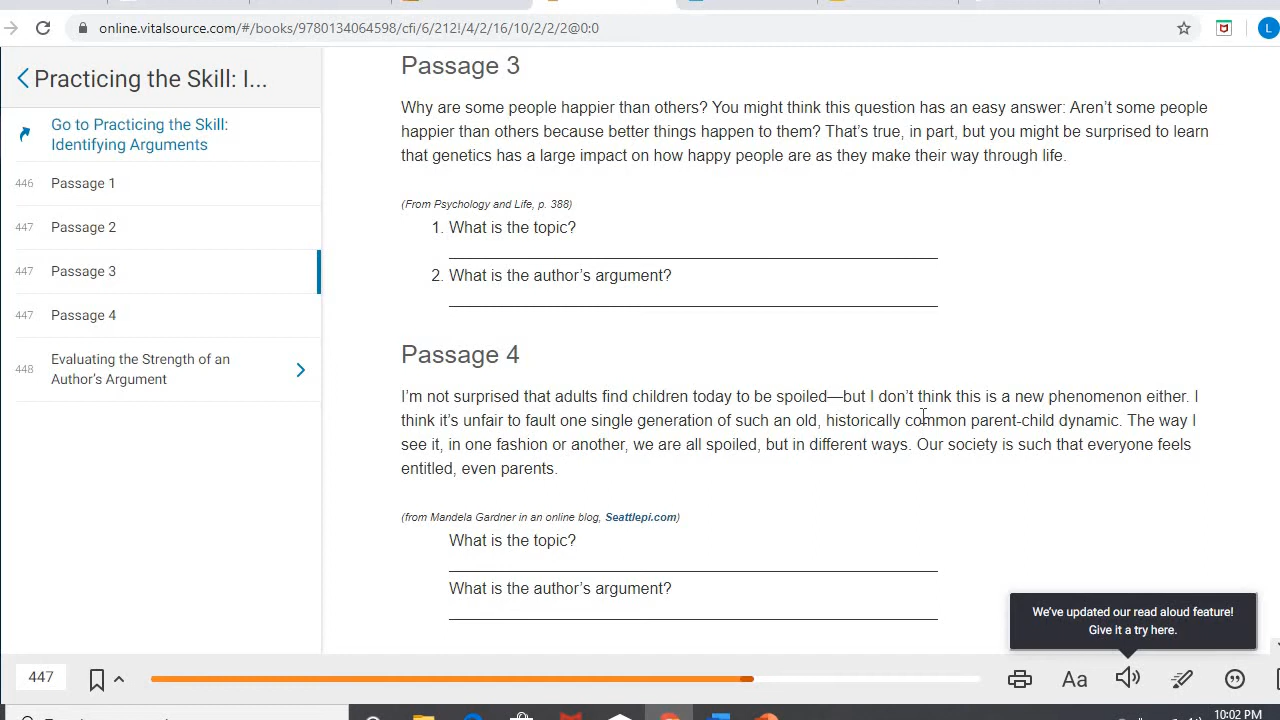 online.vitalsource.com/#/books/9780134064598/cfi/6/212!/4/2/16/10/2/2/2@0:0
L
Practicing the Skill: I...
Go to Practicing the Skill:
Identifying Arguments
446 Passage 1
447 Passage 2
447 Passage 3
447 Passage 4
448 Evaluating the Strength of an
Author's Argument
Passage 3
Why are some people happier than others? You might think this question has an easy answer: Aren't some people
happier than others because better things happen to them? That's true, in part, but you might be surprised to learn
that genetics has a large impact on how happy people are as they make their way through life.
(From Psychology and Life, p. 388)
1. What is the topic?
2. What is the author's argument?
Passage 4
I'm not surprised that adults find children today to be spoiled—but I don't think this is a new phenomenon either. I
think it's unfair to fault one single generation of such an old, historically common parent-child dynamic. The way I
see it, in one fashion or another, we are all spoiled, but in different ways. Our society is such that everyone feels
entitled, even parents.
(from Mandela Gardner in an online blog, Seattlepi.com)
What is the topic?
What is the author's argument?
We've updated our read aloud feature!
Give it a try here.
447
Aa
10:02 PM